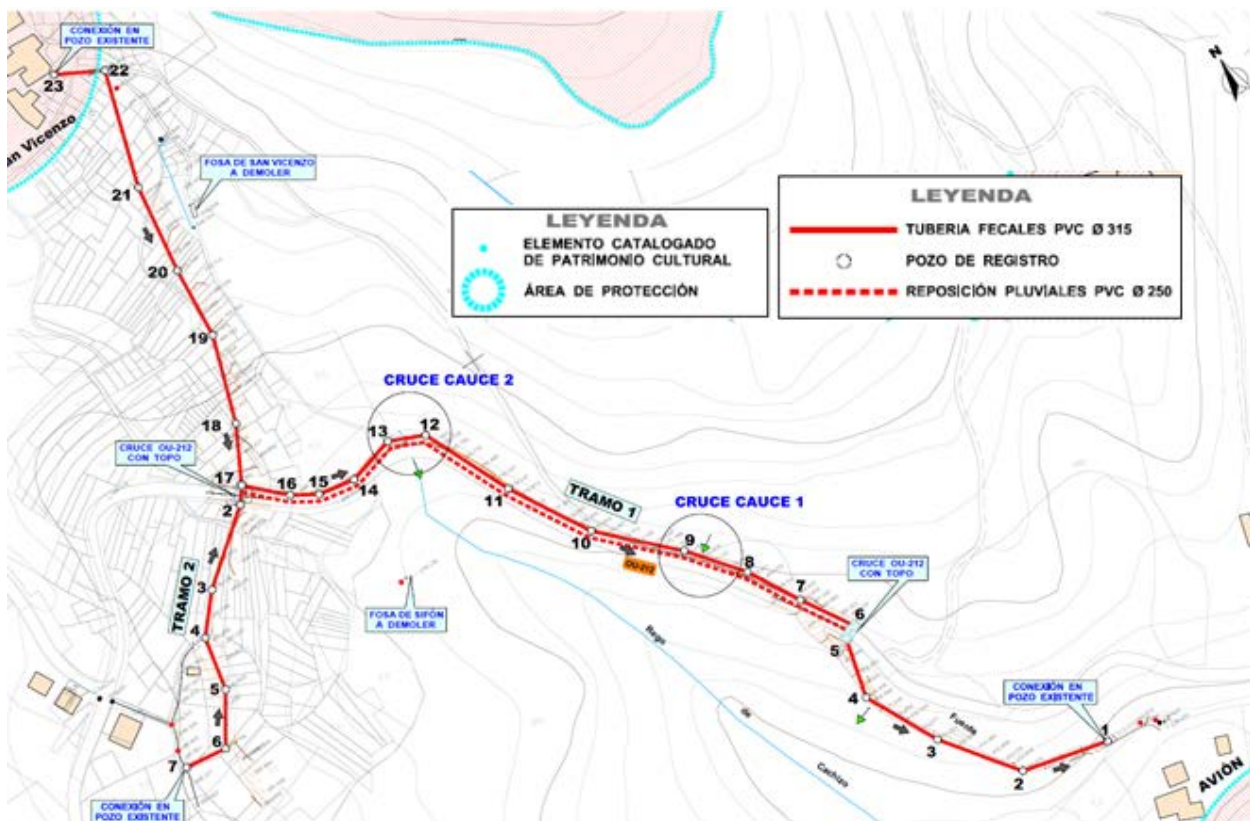 CONEXIÓN EN
POZO EXISTENTE
23
22
an Vicenzo
21
FOSA DE SAN VICENZO
A DEMOLER
N
LEYENDA
ELEMENTO CATALOGADO
DE PATRIMONIO CULTURAL
ÁREA DE PROTECCIÓN
LEYENDA
TUBERIA FECALES PVC Ø 315
POZO DE REGISTRO
REPOSICIÓN PLUVIALES PVC Ø 250
20
19
18
CRUCE CAUCE 2
13
12
CRUCE OU-212
CON TOPO
17
16
15
14
2
11
TRAMO 1
10
OU-212
CRUCE CAUCE 1
9
8
7
CRUCE OU-212
CON TOPO
6
5
4
3
2
1
CONEXIÓN EN
POZO EXISTENTE
AVIÓN
Fuente
Rego
de
Cachizo
FOSA DE SIFÓN
A DEMOLER
TRAMO 2
3
4
5
6
7
CONEXIÓN EN
POZO EXISTENTE